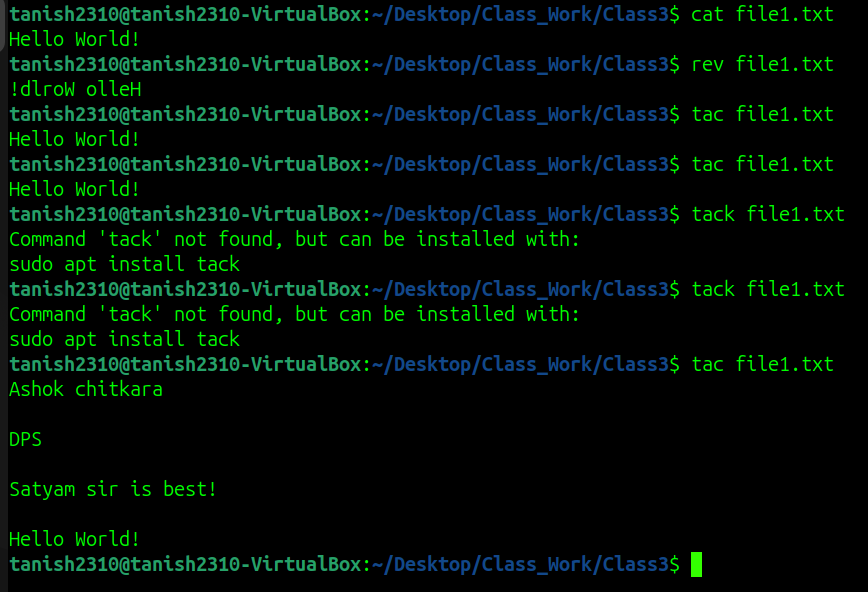 tanish2310@tanish2310-VirtualBox:~/Desktop/Class_Work/Class3$ cat file1.txt
Hello World!
tanish2310@tanish2310-VirtualBox:~/Desktop/Class_Work/Class3$ rev file1.txt
!dlroW olleH
tanish2310@tanish2310-VirtualBox:~/Desktop/Class_Work/Class3$ tac file1.txt
Hello World!
tanish2310@tanish2310-VirtualBox:~/Desktop/Class_Work/Class3$ tac file1.txt
Hello World!
tanish2310@tanish2310-VirtualBox:~/Desktop/Class_Work/Class3$ tack file1.txt
Command 'tack' not found, but can be installed with:
sudo apt install tack
tanish2310@tanish2310-VirtualBox:~/Desktop/Class_Work/Class3$ tack file1.txt
Command 'tack' not found, but can be installed with:
sudo apt install tack
tanish2310@tanish2310-VirtualBox:~/Desktop/Class_Work/Class3$ tac file1.txt
Ashok chitkara
DPS
Satyam sir is best!
Hello World!
tanish2310@tanish2310-VirtualBox:~/Desktop/Class_Work/Class3$